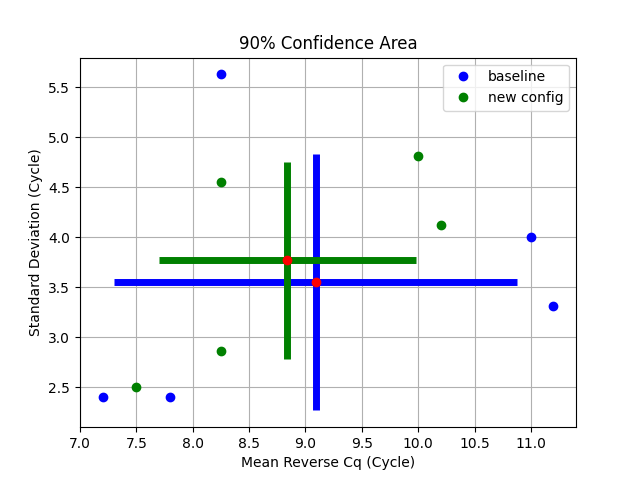 90% Confidence Area
baseline
new config
Standard Deviation (Cycle)
5.5
5.0
4.5
4.0
3.5
3.0
2.5
7.0 7.5 8.0 8.5 9.0 9.5 10.0 10.5 11.0
Mean Reverse Cq (Cycle)